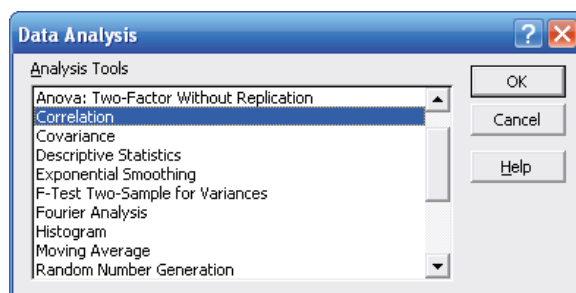 Data Analysis
Analysis Tools
Anova: Two-Factor Without Replication
Correlation
Covariance
Descriptive Statistics
Exponential Smoothing
F-Test Two-Sample for Variances
Fourier Analysis
Histogram
Moving Average
Random Number Generation
OK
Cancel
Help